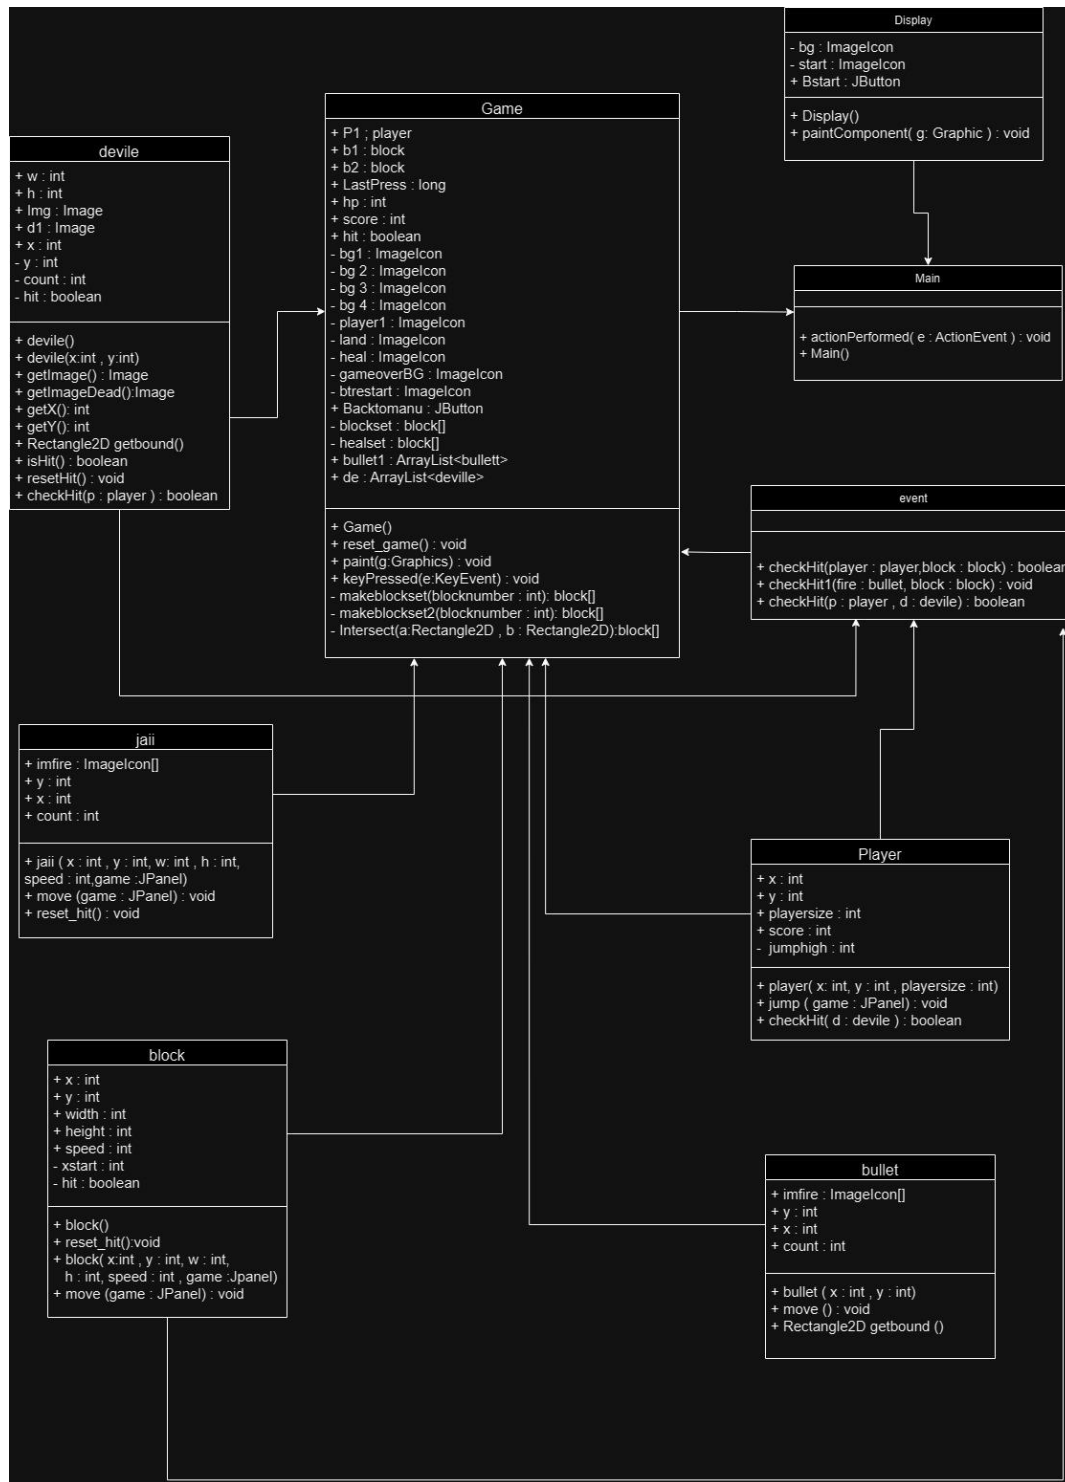 Display
- bg : ImageIcon
- start : ImageIcon
+ Bstart : JButton
+ Display()
+ paintComponent( g: Graphic ) : void
Game
+ P1 ; player
+ b1 : block
+ b2 : block
+ LastPress : long
+ hp : int
+ score : int
+ hit : boolean
- bg1 : ImageIcon
- bg 2 : ImageIcon
- bg 3 : ImageIcon
- bg 4 : ImageIcon
- player1 : ImageIcon
- land : ImageIcon
- heal : ImageIcon
- gameoverBG : ImageIcon
- btrestart : ImageIcon
+ Backtomanu : JButton
- blockset : block[]
- healset : block[]
+ bullet1 : ArrayList<bullett>
+ de : ArrayList<deville>
+ Game()
+ reset_game() : void
+ paint(g:Graphics) : void
+ keyPressed(e:KeyEvent) : void
- makeblockset(blocknumber : int): block[]
- makeblockset2(blocknumber : int): block[]
- Intersect(a:Rectangle2D , b : Rectangle2D):block[]
devile
+ w : int
+ h : int
+ Img : Image
+ d1 : Image
+ x : int
- y : int
- count : int
- hit : boolean
+ devile()
+ devile(x:int , y:int)
+ getImage() : Image
+ getImageDead():Image
+ getX(): int
+ getY(): int
+ Rectangle2D getbound()
+ isHit() : boolean
+ resetHit() : void
+ checkHit(p : player ) : boolean
Main
+ actionPerformed( e : ActionEvent ) : void
+ Main()
event
+ checkHit(player : player,block : block) : boolean
+ checkHit1(fire : bullet, block : block) : void
+ checkHit(p : player , d : devile) : boolean
jaii
+ imfire : ImageIcon[]
+ y : int
+ x : int
+ count : int
+ jaii ( x : int , y : int, w: int , h : int,
speed : int,game :JPanel)
+ move (game : JPanel) : void
+ reset_hit() : void
Player
+ x : int
+ y : int
+ playersize : int
+ score : int
- jumphigh : int
+ player( x: int, y : int , playersize : int)
+ jump ( game : JPanel) : void
+ checkHit( d : devile ) : boolean
block
+ x : int
+ y : int
+ width : int
+ height : int
+ speed : int
- xstart : int
- hit : boolean
+ block()
+ reset_hit():void
+ block( x:int , y : int, w : int,
h : int, speed : int , game :Jpanel)
+ move (game : JPanel) : void
bullet
+ imfire : ImageIcon[]
+ y : int
+ x : int
+ count : int
+ bullet ( x : int , y : int)
+ move () : void
+ Rectangle2D getbound ()